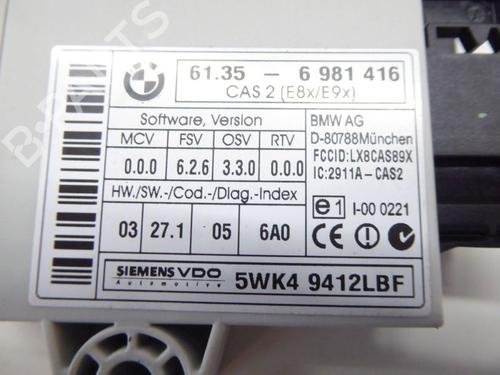 BMW
61.35 - 6 981 416
CAS 2 (E8x/E9x)
Software, Version
MCV FSV OSV RTV
0.0.0 6.2.6 3.3.0 0.0.0
HW./SW.-/Cod.-/Diag.-Index
03 27.1 05 6A0
BMW AG
D-80788München
FCCID:LX8CAS89X
IC:2911A-CAS2
e1 I-00 0221
CE
SIEMENS VDO
Automotive
5WK4 9412LBF